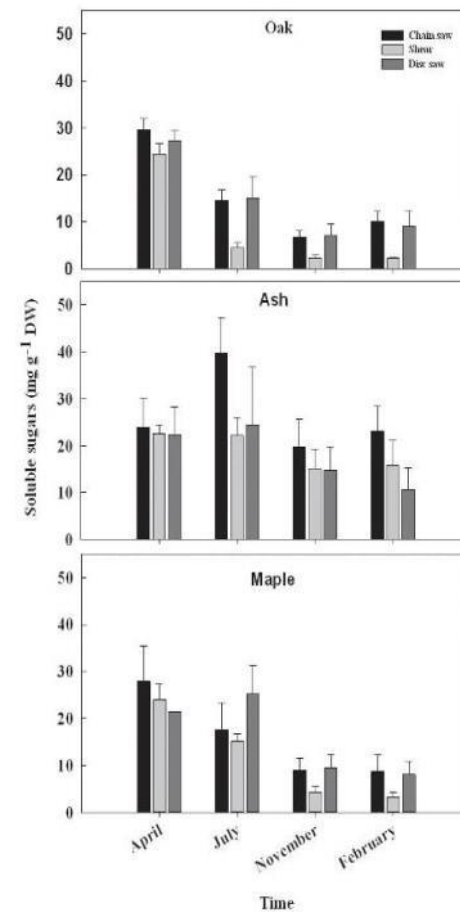 Oak
Chain saw
Shear
Disc saw
50
40
30
20
10
0
Ash
50
40
30
20
10
0
Maple
50
40
30
20
10
0
Soluble sugars (mg g⁻¹ DW)
April
July
November
February
Time